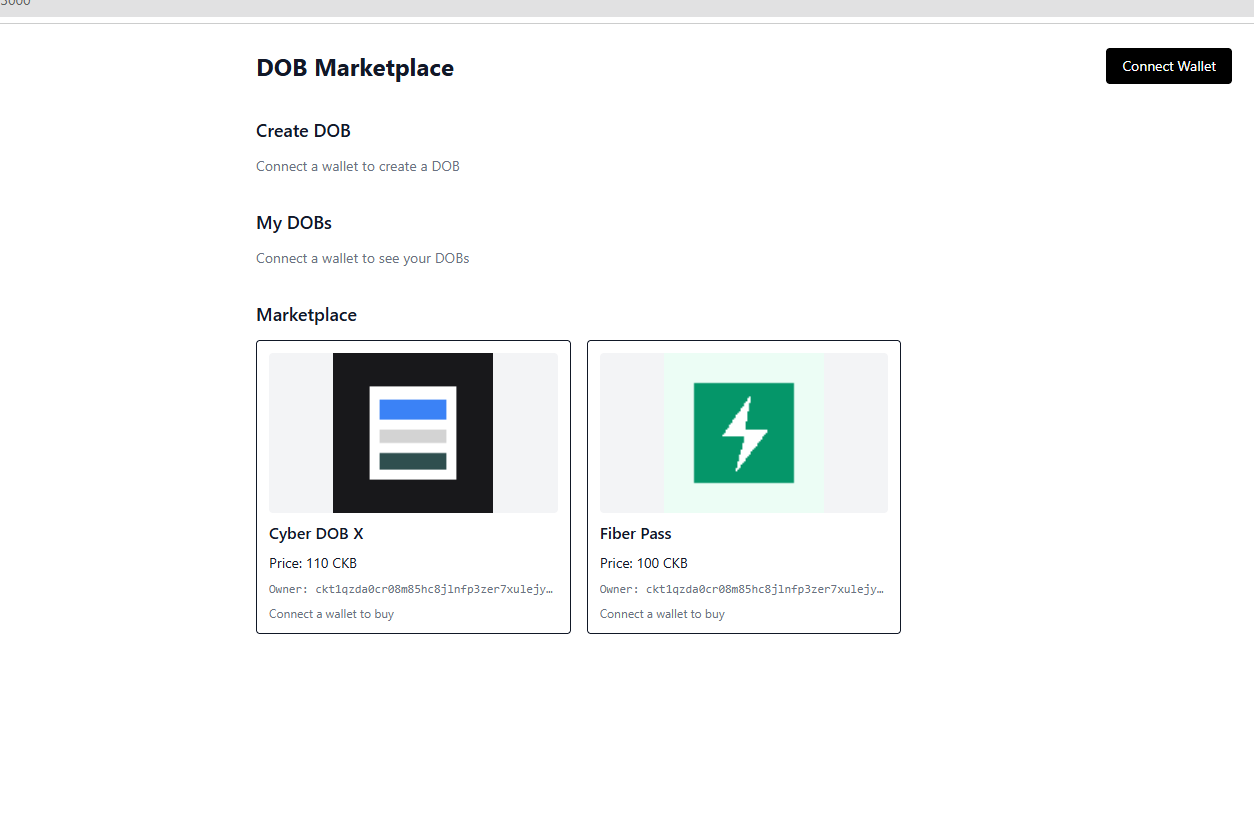 3000
DOB Marketplace
Connect Wallet
Create DOB
Connect a wallet to create a DOB
My DOBs
Connect a wallet to see your DOBs
Marketplace
Cyber DOB X
Price: 110 CKB
Owner: ckt1qzda0cr08m85hc8jlnfp3zer7xulejy…
Connect a wallet to buy
Fiber Pass
Price: 100 CKB
Owner: ckt1qzda0cr08m85hc8jlnfp3zer7xulejy…
Connect a wallet to buy